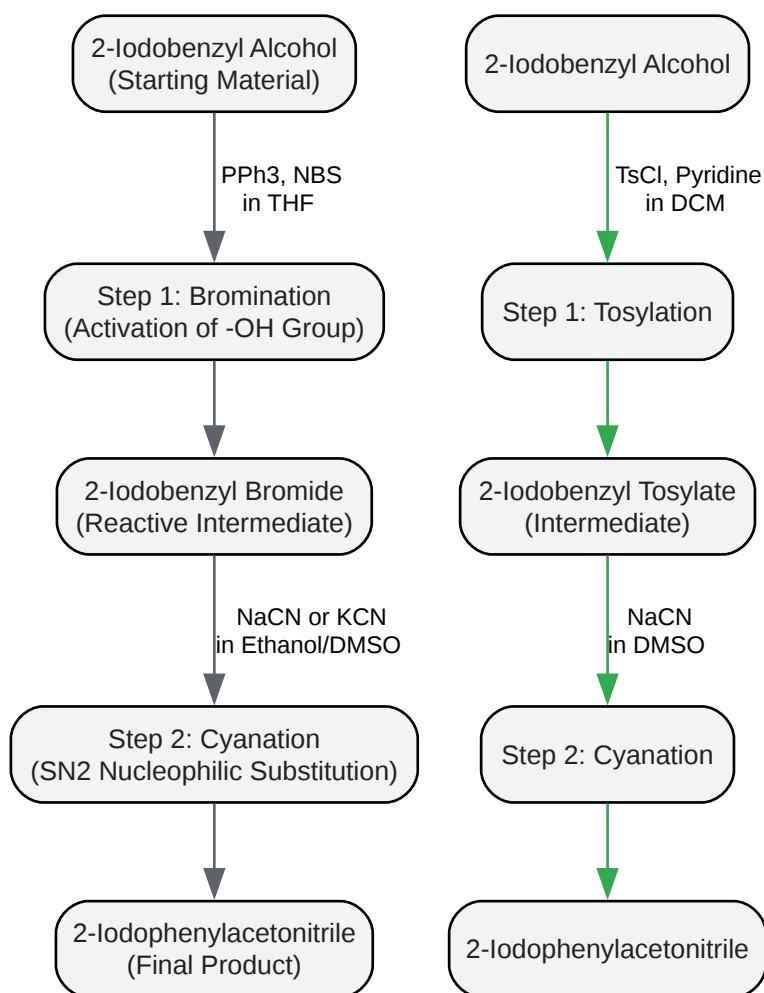 2-Iodobenzyl Alcohol
(Starting Material)
PPh3, NBS
in THF
Step 1: Bromination
(Activation of -OH Group)
2-Iodobenzyl Bromide
(Reactive Intermediate)
NaCN or KCN
in Ethanol/DMSO
Step 2: Cyanation
(SN2 Nucleophilic Substitution)
2-Iodophenylacetonitrile
(Final Product)
2-Iodobenzyl Alcohol
TsCl, Pyridine
in DCM
Step 1: Tosylation
2-Iodobenzyl Tosylate
(Intermediate)
NaCN
in DMSO
Step 2: Cyanation
2-Iodophenylacetonitrile